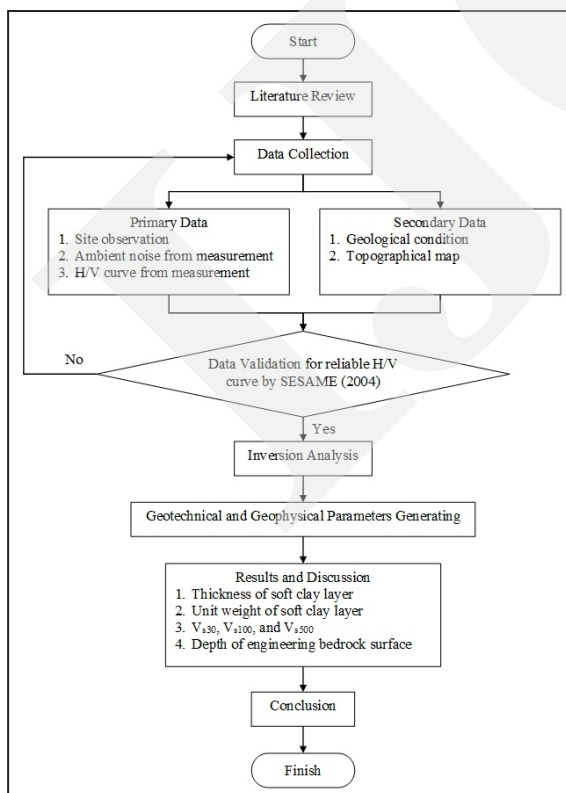 Start
Literature Review
Data Collection
Primary Data
1. Site observation
2. Ambient noise from measurement
3. H/V curve from measurement
Secondary Data
1. Geological condition
2. Topographical map
No
Data Validation for reliable H/V
curve by SESAME (2004)
Yes
Inversion Analysis
Geotechnical and Geophysical Parameters Generating
Results and Discussion
1. Thickness of soft clay layer
2. Unit weight of soft clay layer
3. Vs30, Vs100, and Vs500
4. Depth of engineering bedrock surface
Conclusion
Finish